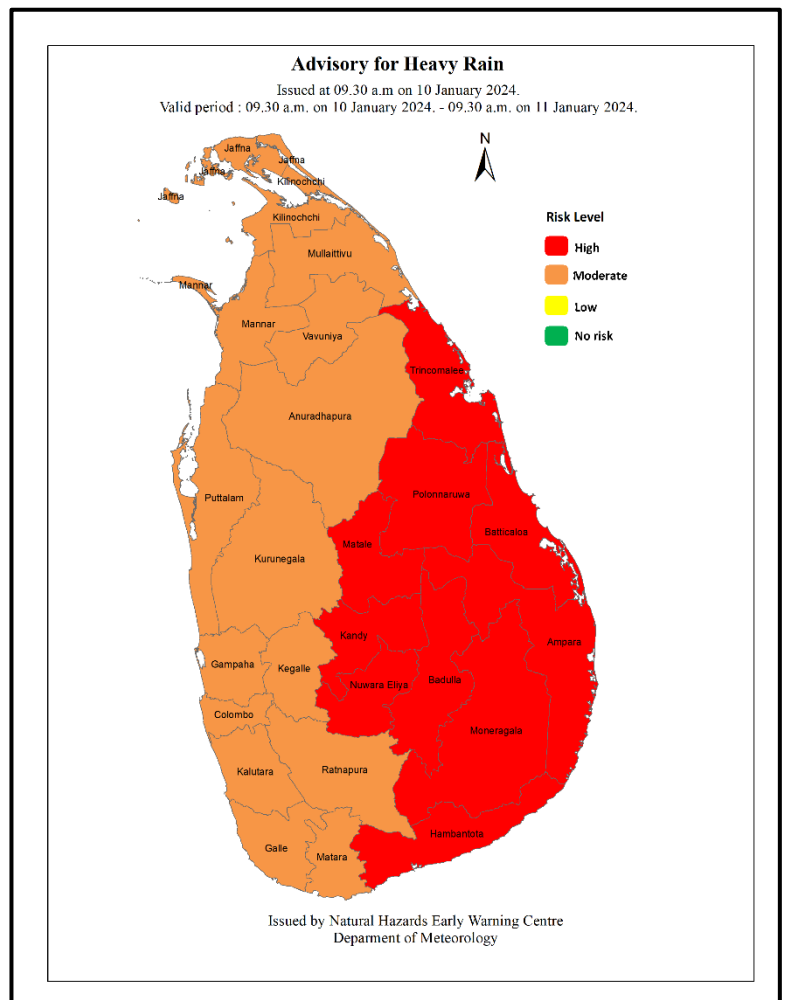 Advisory for Heavy Rain
Issued at 09.30 a.m on 10 January 2024.
Valid period : 09.30 a.m. on 10 January 2024. - 09.30 a.m. on 11 January 2024.
N
Jaffna
Jaffna
Jaffna
Kilinochchi
Jaffna
Kilinochchi
Mullaittivu
Mannar
Mannar
Vavuniya
Trincomalee
Anuradhapura
Puttalam
Polonnaruwa
Batticaloa
Matale
Kurunegala
Kandy
Ampara
Gampaha
Kegalle
Nuwara Eliya
Badulla
Colombo
Moneragala
Kalutara
Ratnapura
Hambantota
Galle
Matara
Risk Level
High
Moderate
Low
No risk
Issued by Natural Hazards Early Warning Centre
Deparment of Meteorology